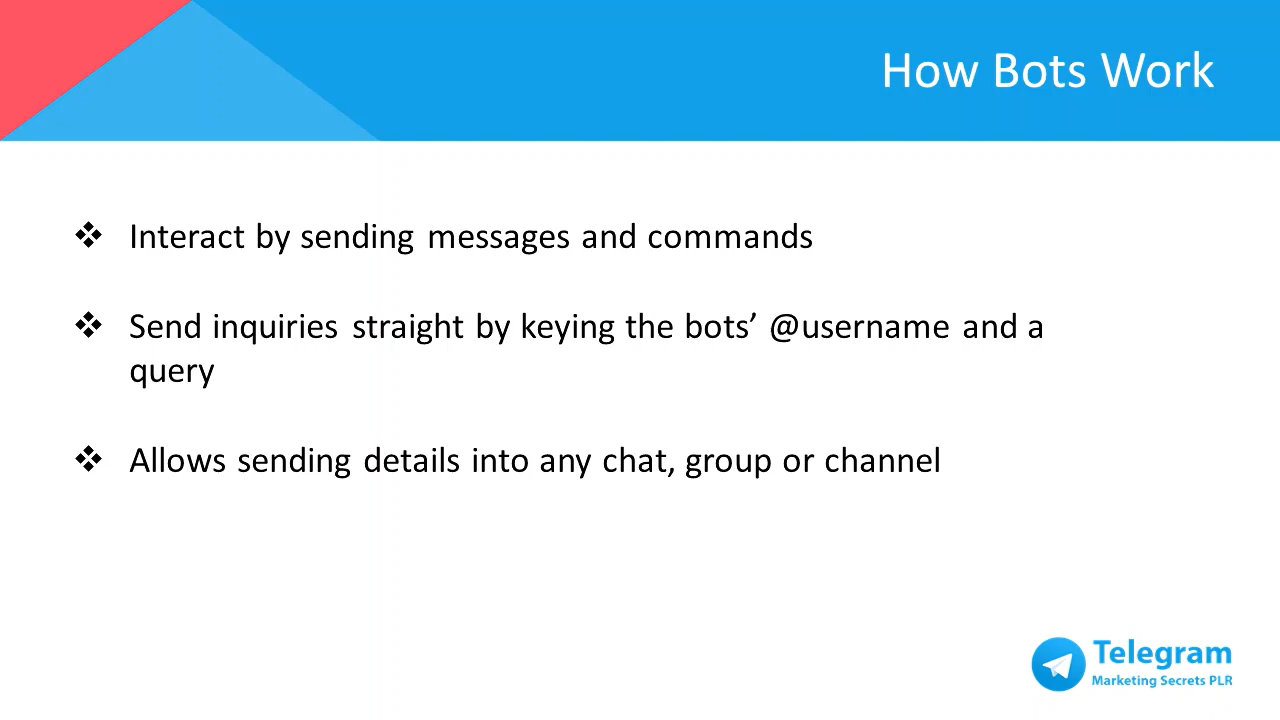 How Bots Work
❖ Interact by sending messages and commands
❖ Send inquiries straight by keying the bots’ @username and a
query
❖ Allows sending details into any chat, group or channel
Telegram
Marketing Secrets PLR